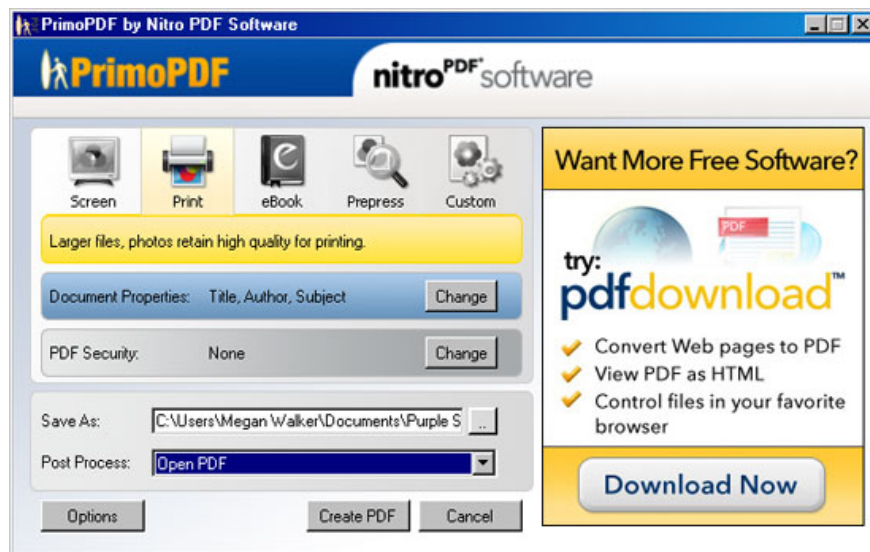 PrimoPDF by Nitro PDF Software
PrimoPDF
nitroPDF software
Screen Print eBook Prepress Custom
Larger files, photos retain high quality for printing.
Document Properties: Title, Author, Subject Change
PDF Security: None Change
Save As: C:\Users\Megan Walker\Documents\Purple S ..
Post Process: Open PDF
Options Create PDF Cancel
Want More Free Software?
PDF
try:
pdfdownload™
Convert Web pages to PDF
View PDF as HTML
Control files in your favorite
browser
Download Now